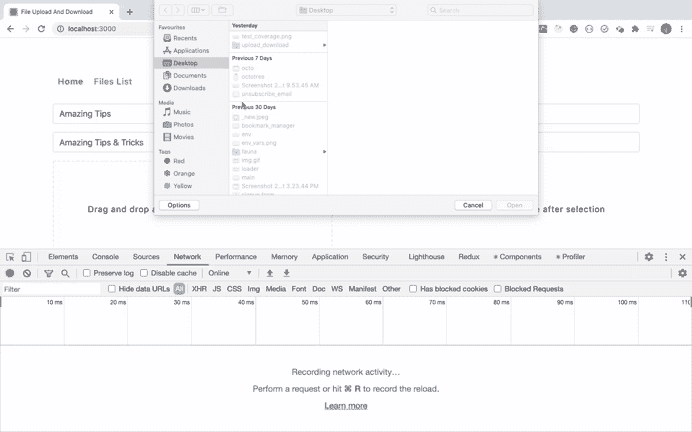 File Upload And Download
localhost:3000
Desktop
Search
Favourites
Recents
Applications
Desktop
Documents
Downloads
Media
Music
Photos
Movies
Tags
Red
Orange
Yellow
Yesterday
test_coverage.png
upload_download
Previous 7 Days
octs
octotree
Screenshot 2...1 9.53.45 AM
unsubscribe_email
Previous 30 Days
_new.jpeg
bookmark_manager
env
env_vars.png
fauna
img.gif
loader
main
Screenshot 2...1 3.23.44 PM
Options
Cancel
Open
Home Files List
Amazing Tips
Amazing Tips & Tricks
Drag and drop
e after selection
Elements Console Sources Network Performance Memory Application Security Lighthouse Redux Components Profiler
Preserve log Disable cache Online
Filter Hide data URLs All XHR JS CSS Img Media Font Doc WS Manifest Other Has blocked cookies Blocked Requests
10 ms 20 ms 30 ms 40 ms 50 ms 60 ms 70 ms 80 ms 90 ms 100 ms 11
Recording network activity…
Perform a request or hit ⌘ R to record the reload.
Learn more